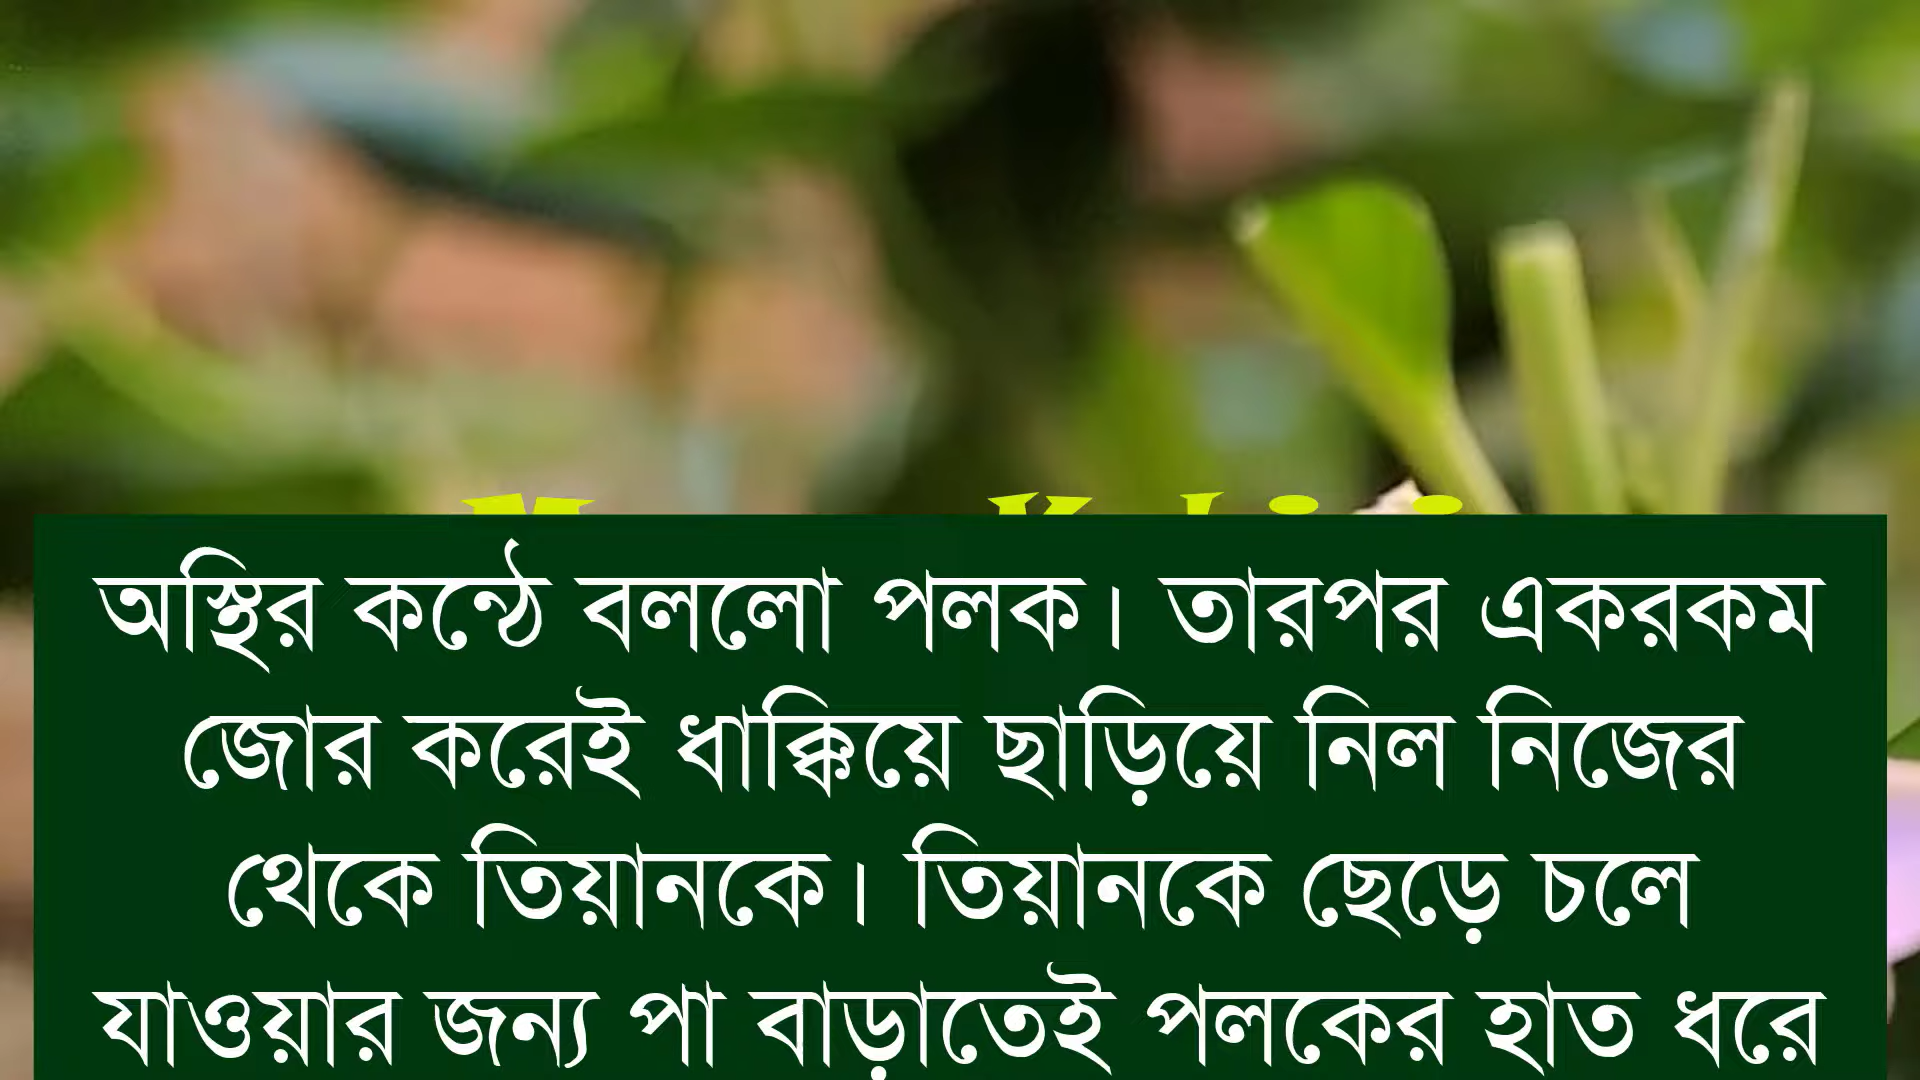 অস্থির কন্ঠে বললো পলক। তারপর একরকম
জোর করেই ধাক্কিয়ে ছাড়িয়ে নিল নিজের
থেকে তিয়ানকে। তিয়ানকে ছেড়ে চলে
যাওয়ার জন্য পা বাড়াতেই পলকের হাত ধরে